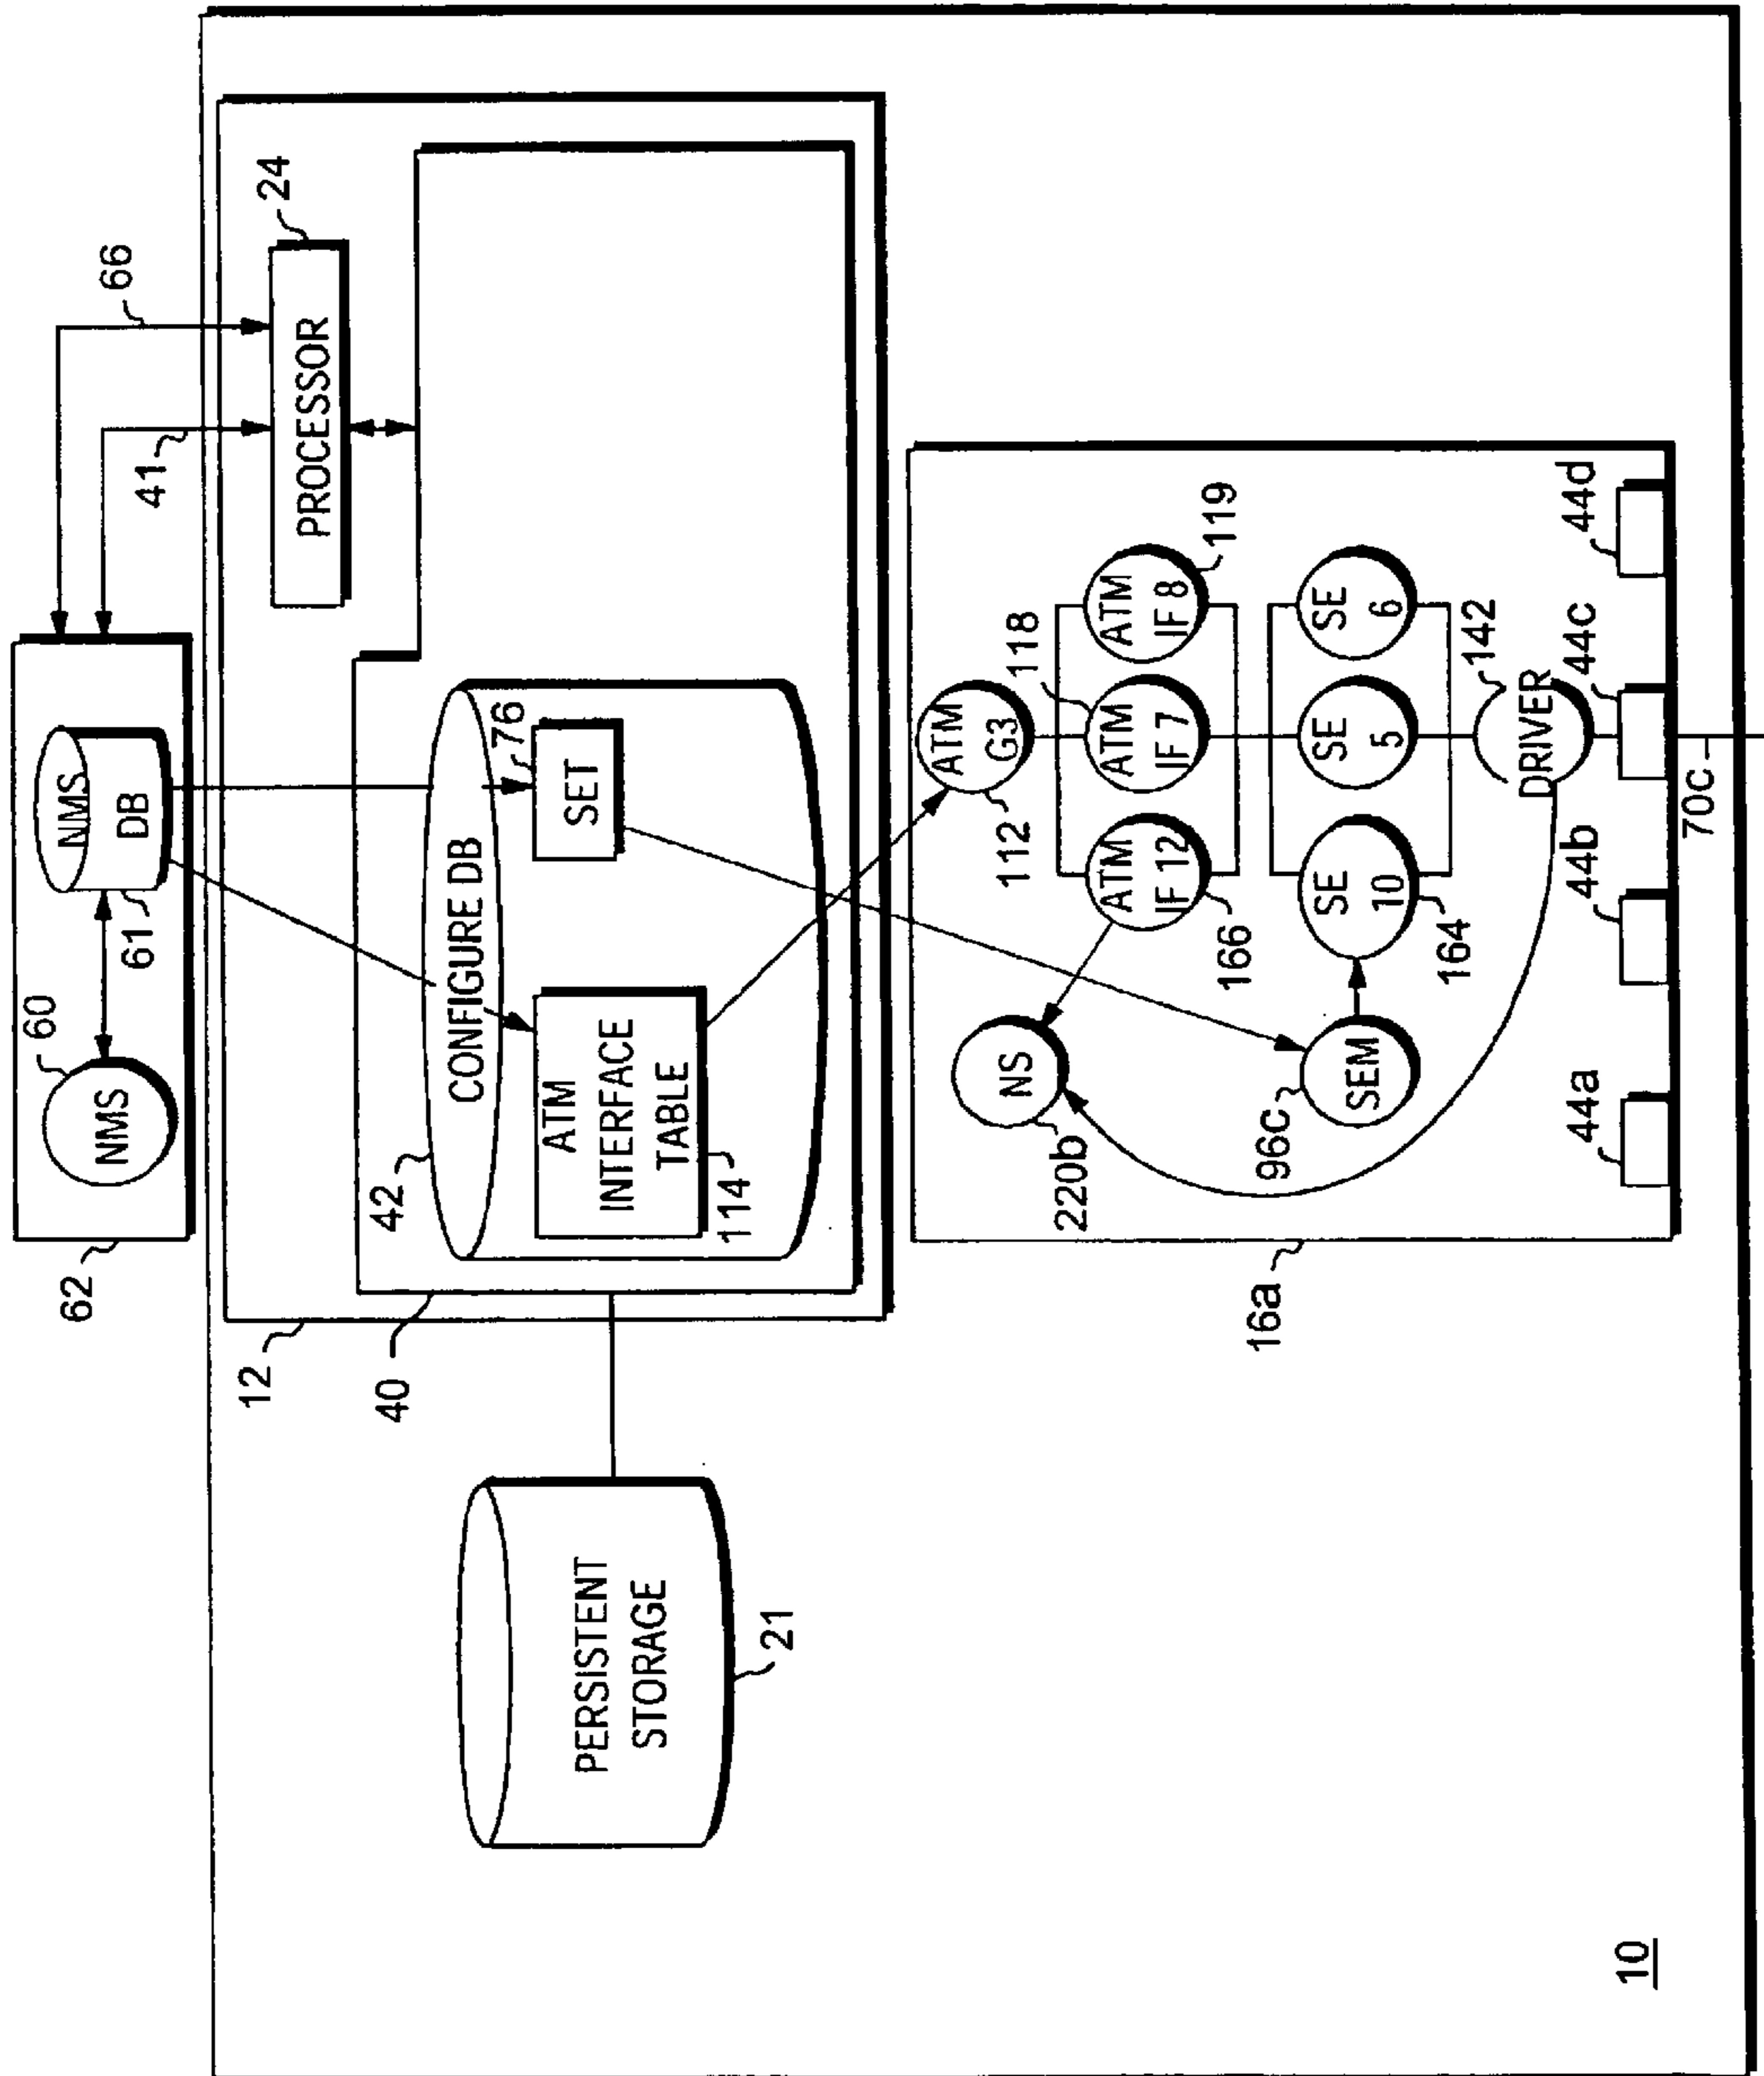 62
60
NMS
61
NMS
DB
41
66
12
40
42
CONFIGURE DB
ATM
INTERFACE
TABLE
114
SET
76
PROCESSOR
24
PERSISTENT
STORAGE
21
16a
NS
220b
ATM
G3
112
ATM
IF 12
166
ATM
IF 7
118
ATM
IF 8
119
SEM
96c
SE
10
164
SE
5
SE
6
DRIVER
142
44a
44b
44c
44d
70c
10